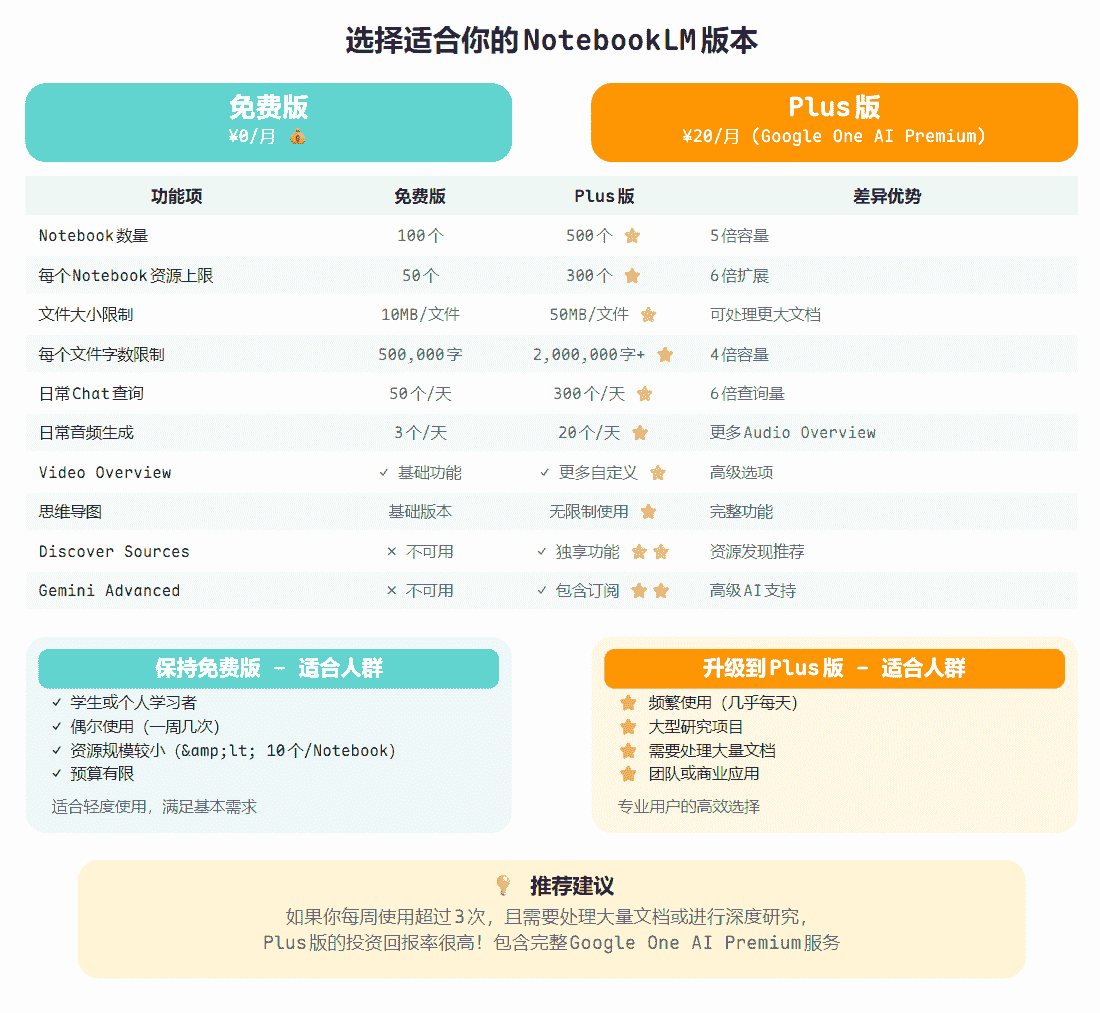 选择适合你的NotebookLM版本
免费版
¥0/月
Plus版
¥20/月 (Google One AI Premium)
功能项 免费版 Plus版 差异优势
Notebook数量 100个 500个 5倍容量
每个Notebook资源上限 50个 300个 6倍扩展
文件大小限制 10MB/文件 50MB/文件 可处理更大文档
每个文件字数限制 500,000字 2,000,000字+ 4倍容量
日常Chat查询 50个/天 300个/天 6倍查询量
日常音频生成 3个/天 20个/天 更多Audio Overview
Video Overview ✓ 基础功能 ✓ 更多自定义 高级选项
思维导图 基础版本 无限制使用 完整功能
Discover Sources × 不可用 ✓ 独享功能 资源发现推荐
Gemini Advanced × 不可用 ✓ 包含订阅 高级AI支持
保持免费版 - 适合人群
✓ 学生或个人学习者
✓ 偶尔使用（一周几次）
✓ 资源规模较小（&amp;lt; 10个/Notebook）
✓ 预算有限
适合轻度使用，满足基本需求
升级到Plus版 - 适合人群
频繁使用（几乎每天）
大型研究项目
需要处理大量文档
团队或商业应用
专业用户的高效选择
推荐建议
如果你每周使用超过3次，且需要处理大量文档或进行深度研究，
Plus版的投资回报率很高！包含完整Google One AI Premium服务